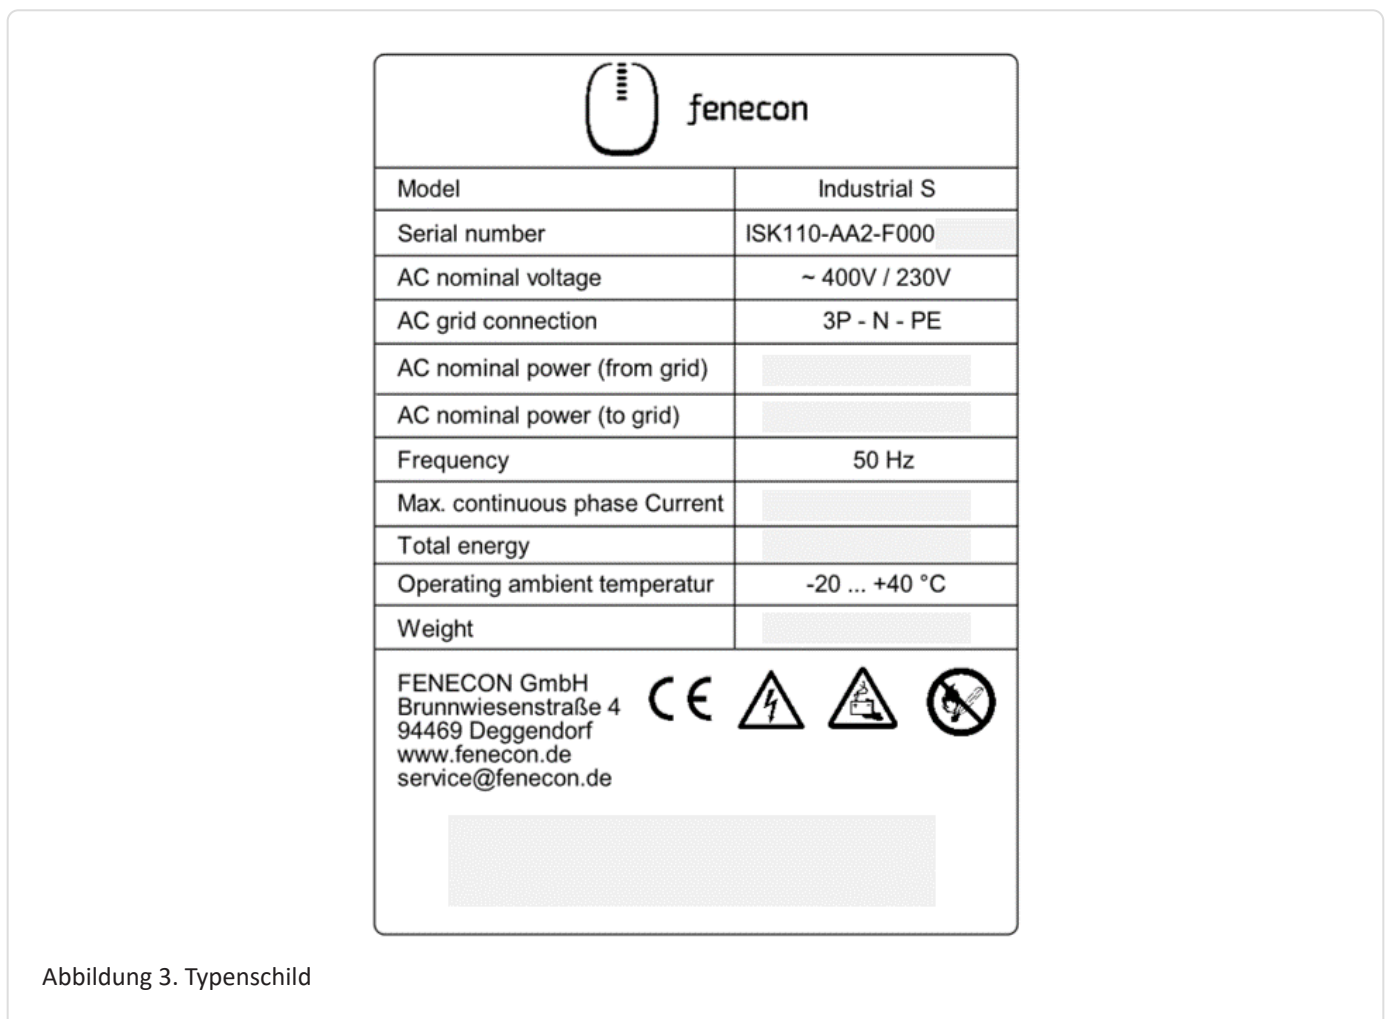 fenecon
Model Industrial S
Serial number ISK110-AA2-F000
AC nominal voltage ~ 400V / 230V
AC grid connection 3P - N - PE
AC nominal power (from grid)
AC nominal power (to grid)
Frequency 50 Hz
Max. continuous phase Current
Total energy
Operating ambient temperatur -20 ... +40 °C
Weight
FENECON GmbH
Brunnwiesenstraße 4
94469 Deggendorf
www.fenecon.de
service@fenecon.de
CE
Abbildung 3. Typenschild